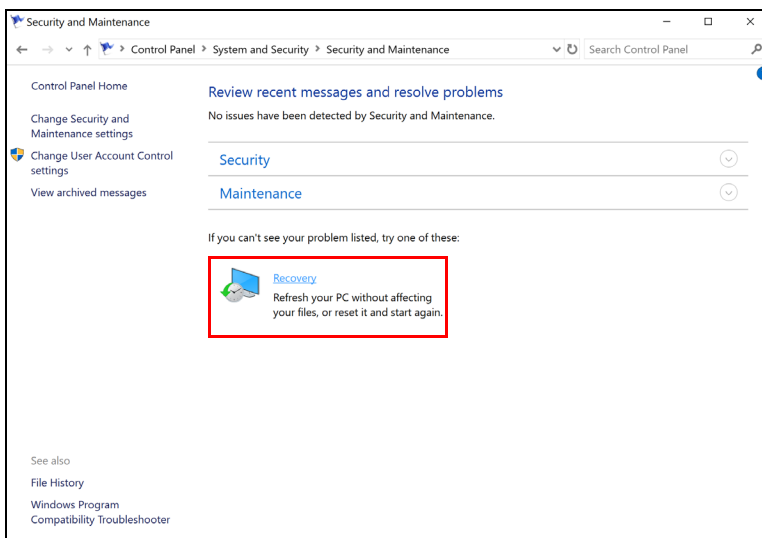 Security and Maintenance
Control Panel > System and Security > Security and Maintenance
Search Control Panel
Control Panel Home
Change Security and
Maintenance settings
Change User Account Control
settings
View archived messages
Review recent messages and resolve problems
No issues have been detected by Security and Maintenance.
Security
Maintenance
If you can't see your problem listed, try one of these:
Recovery
Refresh your PC without affecting
your files, or reset it and start again.
See also
File History
Windows Program
Compatibility Troubleshooter